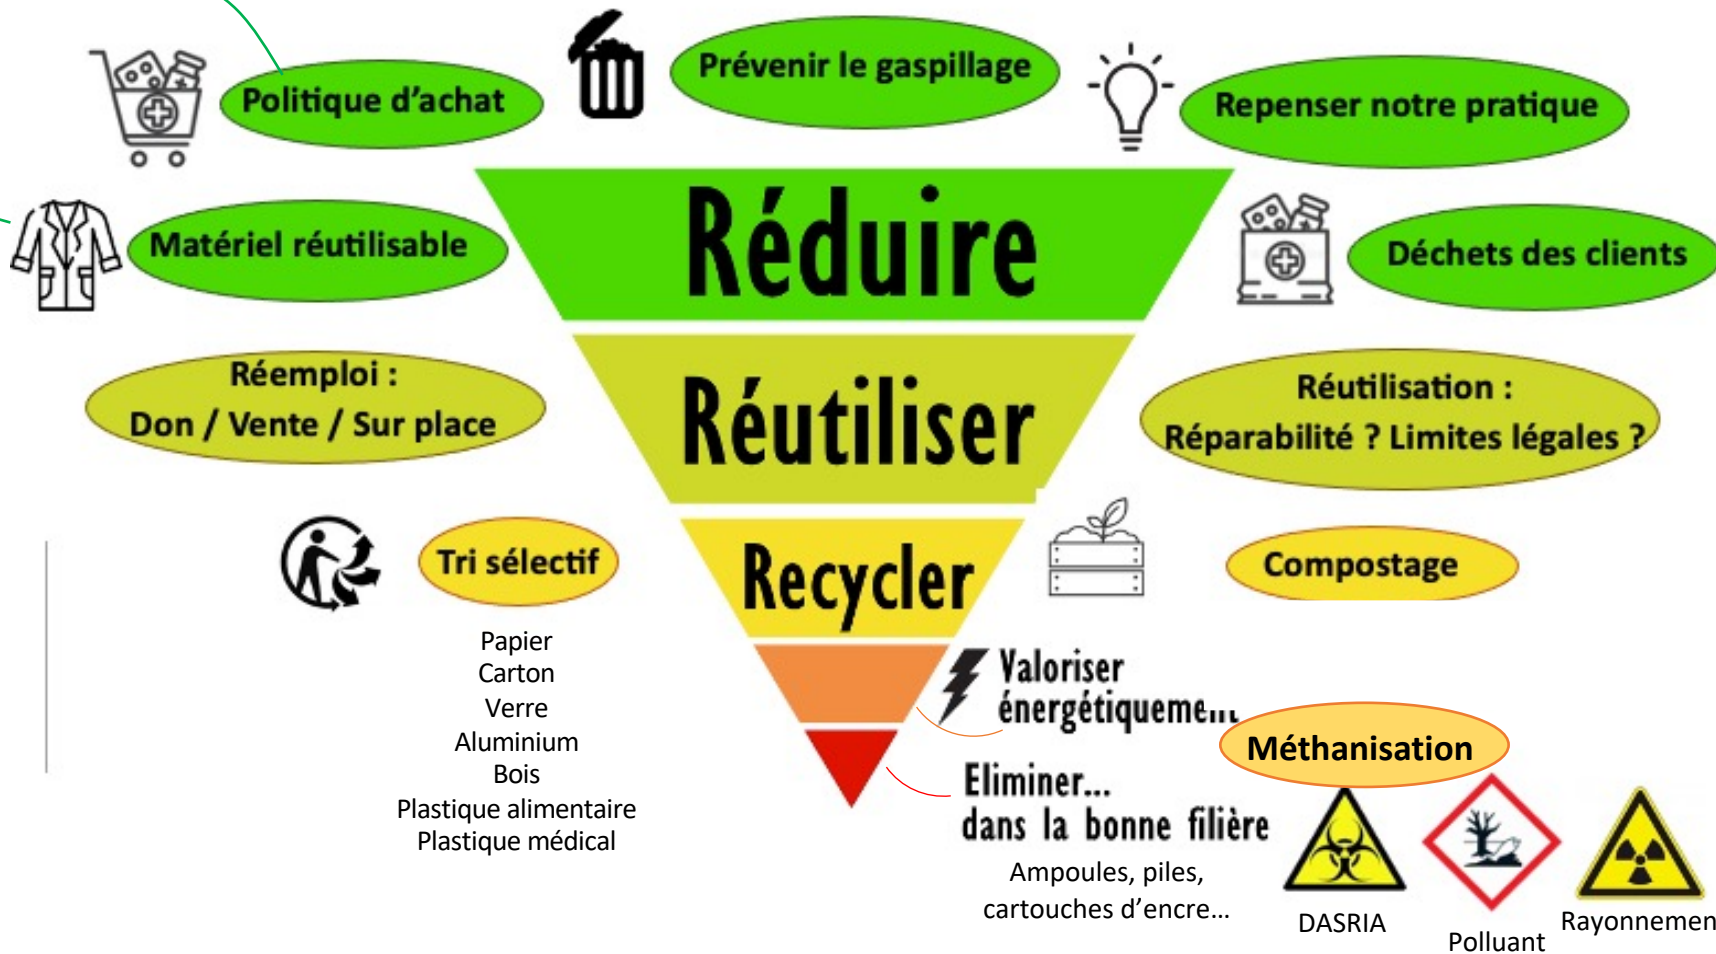 Politique d'achat
Prévenir le gaspillage
Repenser notre pratique
Matériel réutilisable
Réduire
Déchets des clients
Réemploi :
Don / Vente / Sur place
Réutiliser
Réutilisation :
Réparabilité ? Limites légales ?
Tri sélectif
Recycler
Compostage
Papier
Carton
Verre
Aluminium
Bois
Plastique alimentaire
Plastique médical
Valoriser
énergétiquement
Méthanisation
Eliminer...
dans la bonne filière
Ampoules, piles,
cartouches d'encre...
DASRIA
Polluant
Rayonnemen